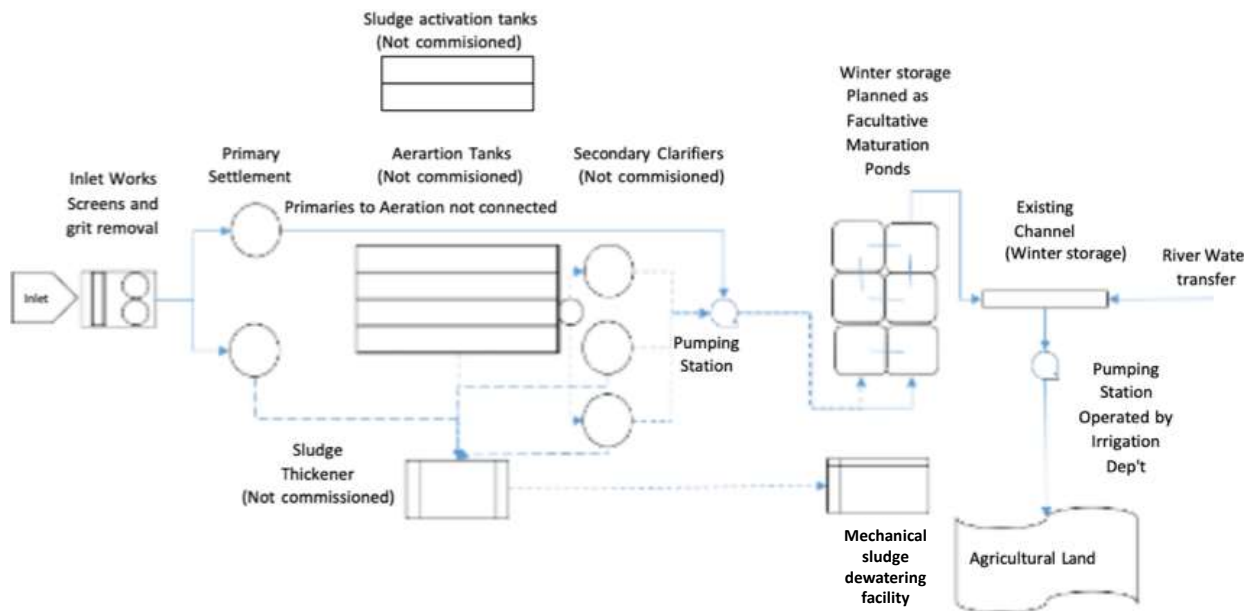 Sludge activation tanks
(Not commisioned)
Winter storage
Planned as
Facultative
Maturation
Ponds
Primary
Settlement
Aerartion Tanks
(Not commisioned)
Secondary Clarifiers
(Not commisioned)
Inlet Works
Screens and
grit removal
Primaries to Aeration not connected
Existing
Channel
(Winter storage)
River Water
transfer
Inlet
Pumping
Station
Pumping
Station
Operated by
Irrigation
Dep't
Sludge
Thickener
(Not commissioned)
Mechanical
sludge
dewatering
facility
Agricultural Land